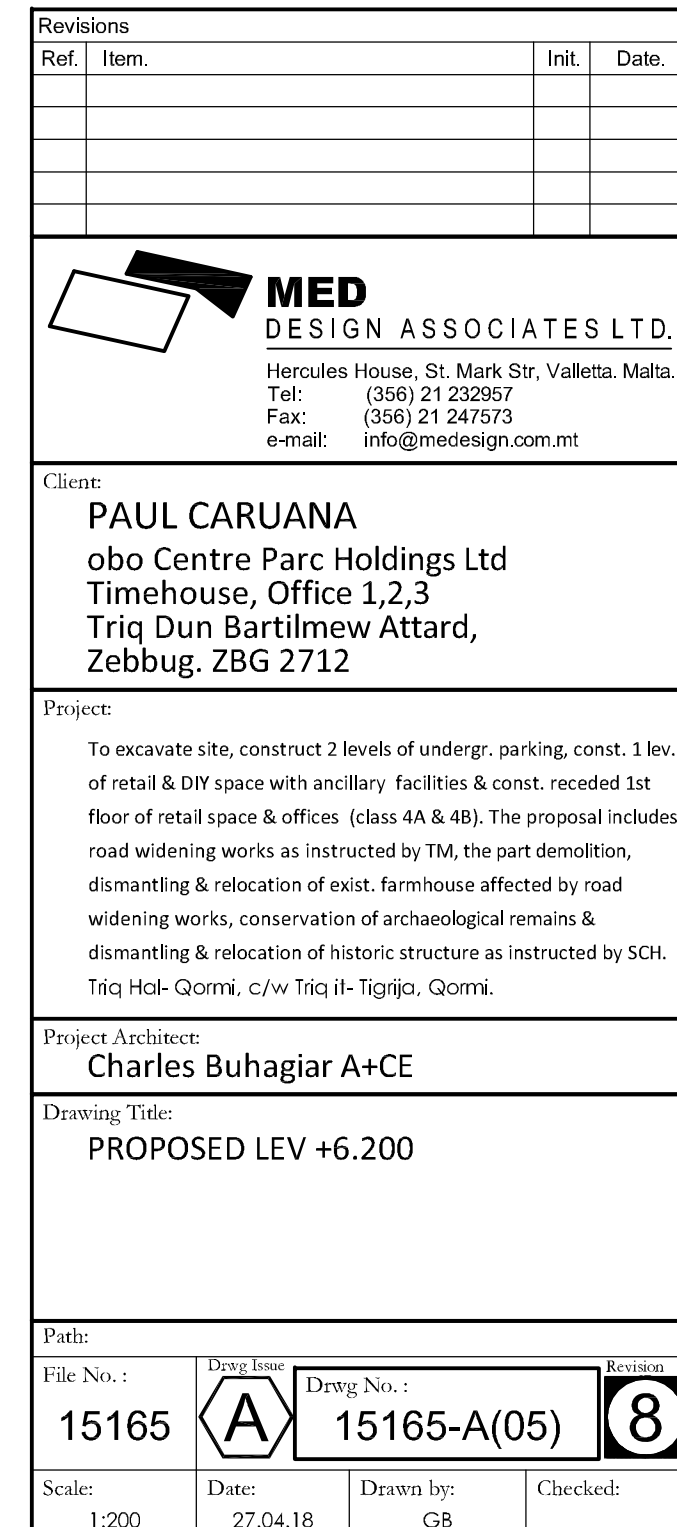 Revisions
Ref. Item. Init. Date.
MED
DESIGN ASSOCIATES LTD.
Hercules House, St. Mark Str, Valletta. Malta.
Tel: (356) 21 232957
Fax: (356) 21 247573
e-mail: info@medesign.com.mt
Client:
PAUL CARUANA
obo Centre Parc Holdings Ltd
Timehouse, Office 1,2,3
Triq Dun Bartilmew Attard,
Zebbug. ZBG 2712
Project:
To excavate site, construct 2 levels of undergr. parking, const. 1 lev.
of retail & DIY space with ancillary facilities & const. receded 1st
floor of retail space & offices (class 4A & 4B). The proposal includes
road widening works as instructed by TM, the part demolition,
dismantling & relocation of exist. farmhouse affected by road
widening works, conservation of archaeological remains &
dismantling & relocation of historic structure as instructed by SCH.
Triq Hal- Qormi, c/w Triq it- Tigrija, Qormi.
Project Architect:
Charles Buhagiar A+CE
Drawing Title:
PROPOSED LEV +6.200
Path:
File No. : Drwg Issue Drwg No. : Revision
15165 A 15165-A(05) 8
Scale: Date: Drawn by: Checked:
1:200 27.04.18 GB